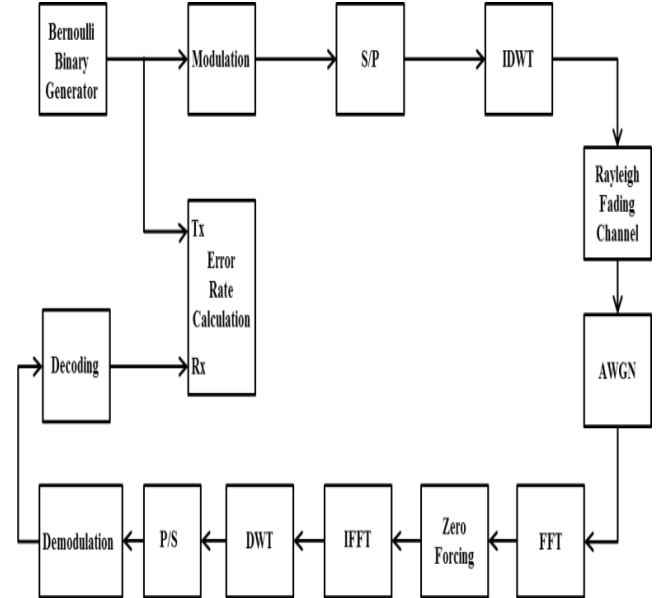 Bernoulli
Binary
Generator
Modulation
S/P
IDWT
Rayleigh
Fading
Channel
AWGN
Tx
Error
Rate
Calculation
Rx
Decoding
Demodulation
P/S
DWT
IFFT
Zero
Forcing
FFT